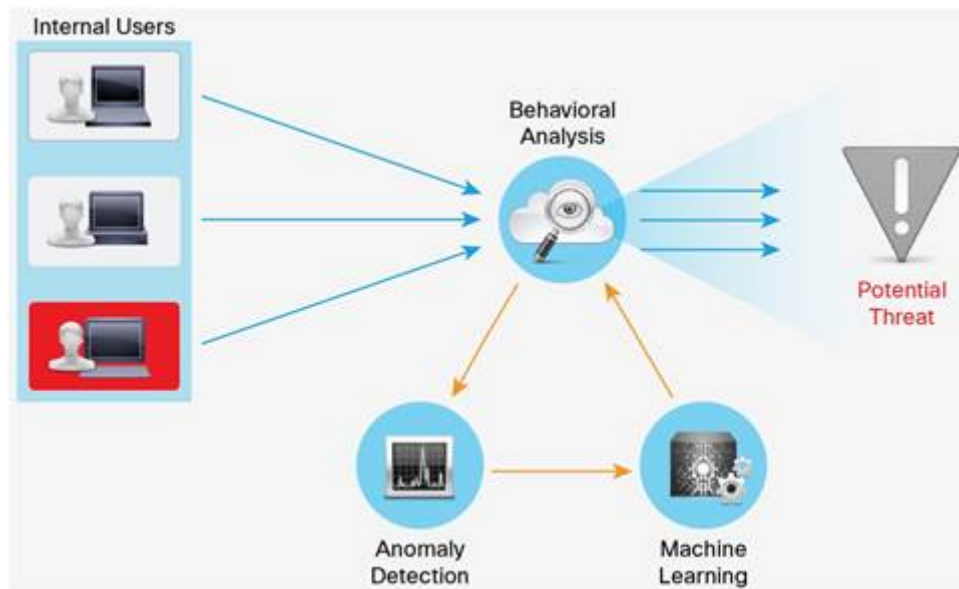 Internal Users
Behavioral
Analysis
Potential
Threat
Anomaly
Detection
Machine
Learning